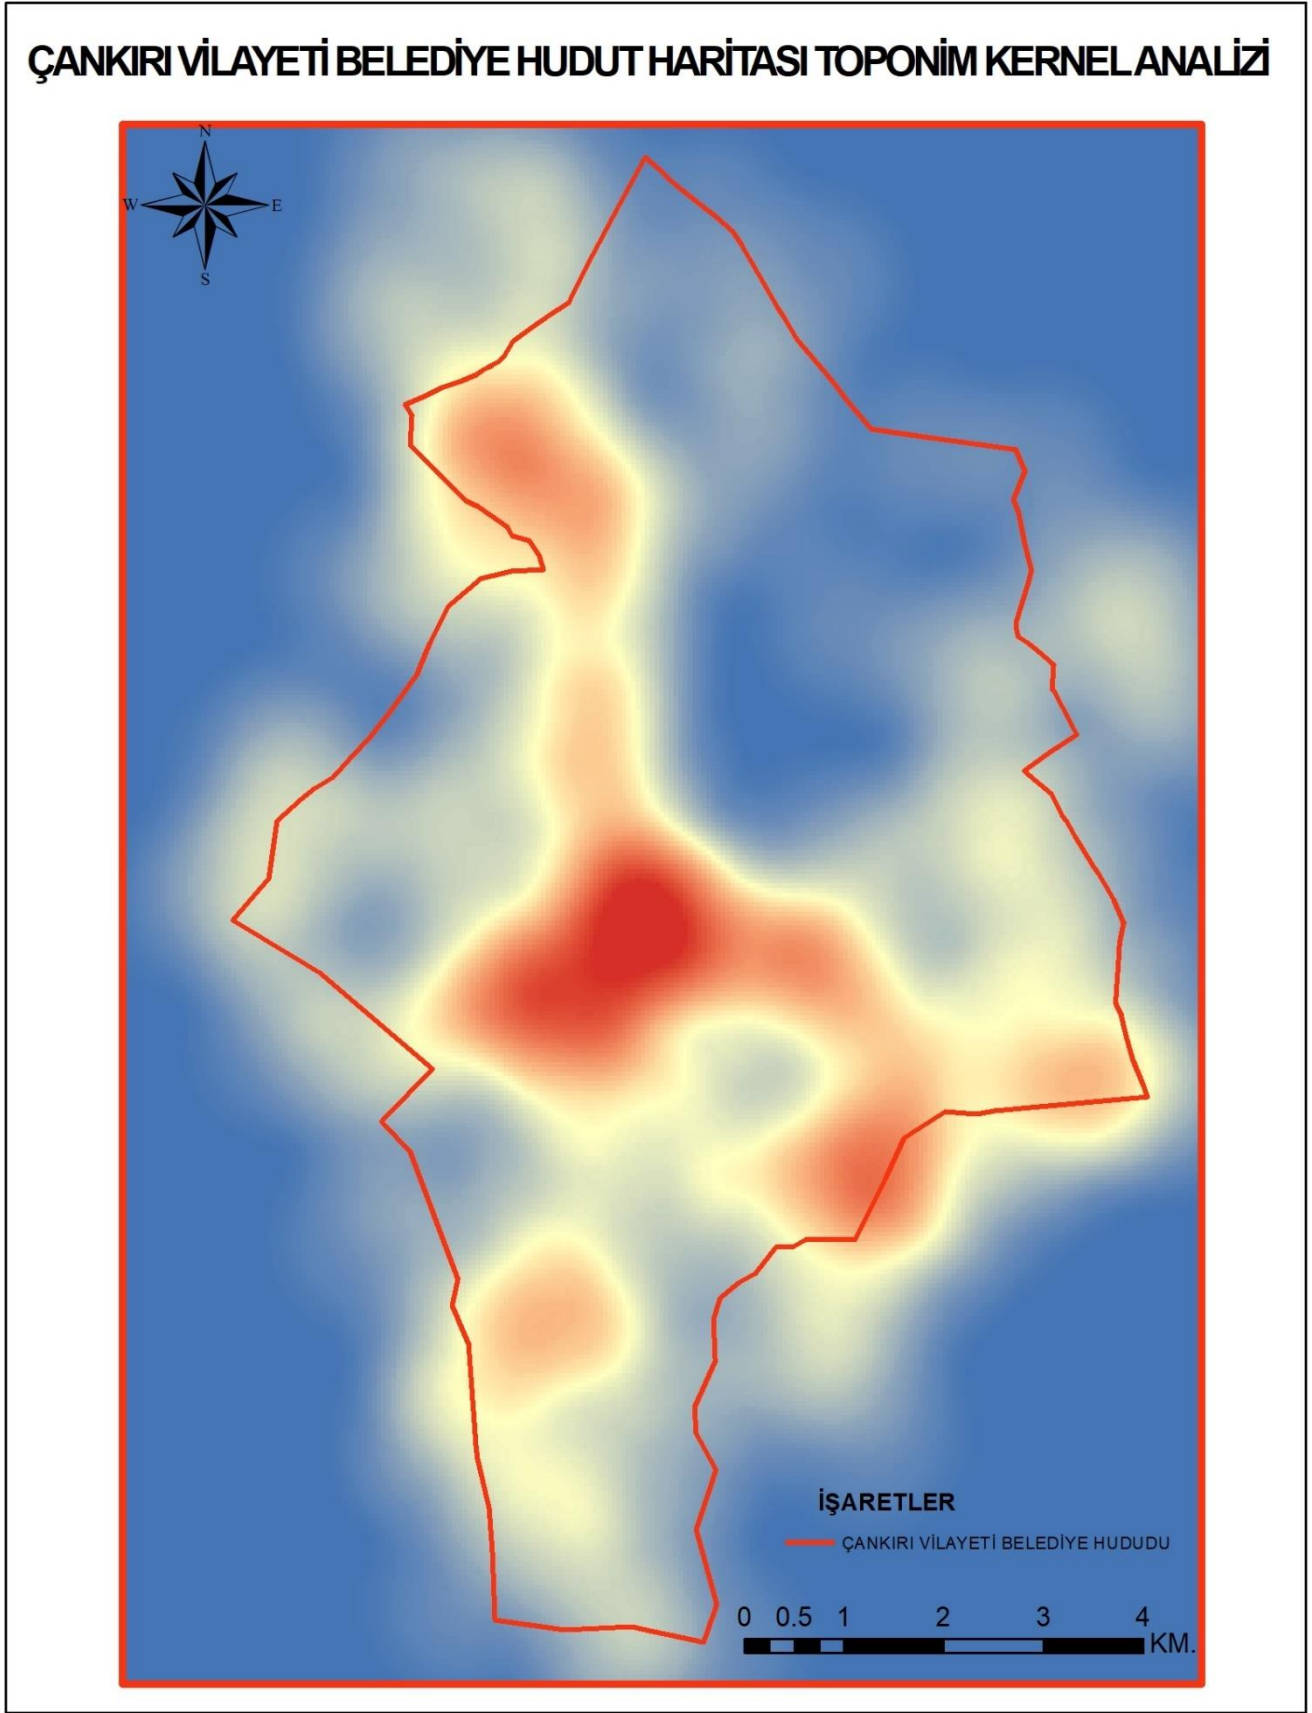 ÇANKIRI VİLAYETİ BELEDİYE HUDUT HARİTASI TOPONİM KERNEL ANALİZİ
N
W E
S
İŞARETLER
ÇANKIRI VİLAYETİ BELEDİYE HUDUDU
0 0.5 1 2 3 4
KM.